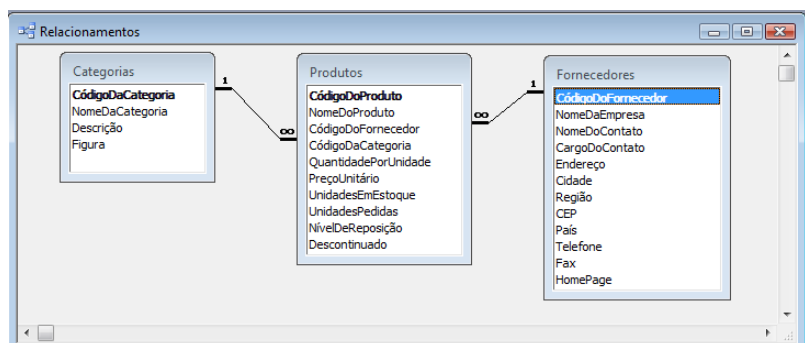 Relacionamentos
Categorias
CódigoDaCategoria
NomeDaCategoria
Descrição
Figura
1
∞
Produtos
CódigoDoProduto
NomeDoProduto
CódigoDoFornecedor
CódigoDaCategoria
QuantidadePorUnidade
PreçoUnitário
UnidadesEmEstoque
UnidadesPedidas
NívelDeReposição
Descontinuado
∞
1
Fornecedores
CódigoDoFornecedor
NomeDaEmpresa
NomeDoContato
CargoDoContato
Endereço
Cidade
Região
CEP
País
Telefone
Fax
HomePage